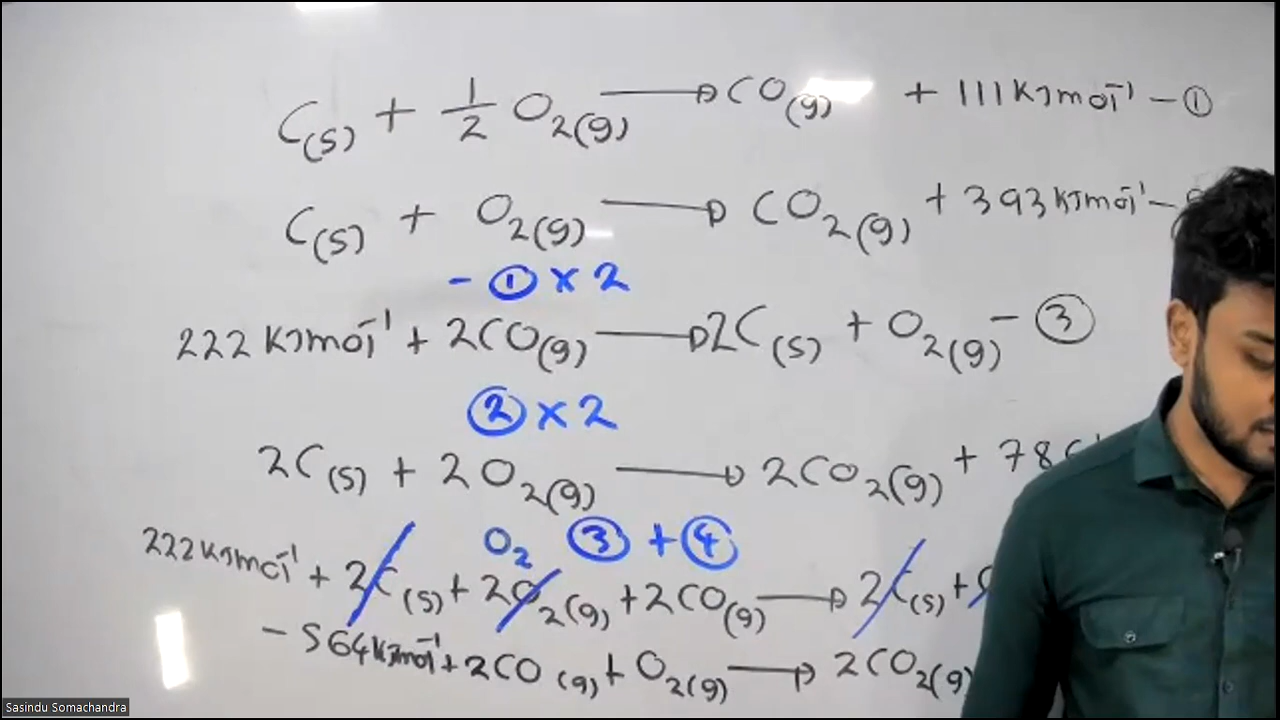 C(s) + 1/2 O2(g) → CO(g) + 111 KJmol⁻¹ – ①
C(s) + O2(g) → CO2(g) + 393 KJmol⁻¹ –
– ① × 2
222 KJmol⁻¹ + 2CO(g) → 2C(s) + O2(g) – ③
② × 2
2C(s) + 2O2(g) → 2CO2(g) + 78
O2 ③ + ④
222 KJmol⁻¹ + 2C(s) + 2O2(g) + 2CO(g) → 2C(s) +
– 564 KJmol⁻¹ + 2CO(g) + O2(g) → 2CO2(g)
Sasindu Somachandra